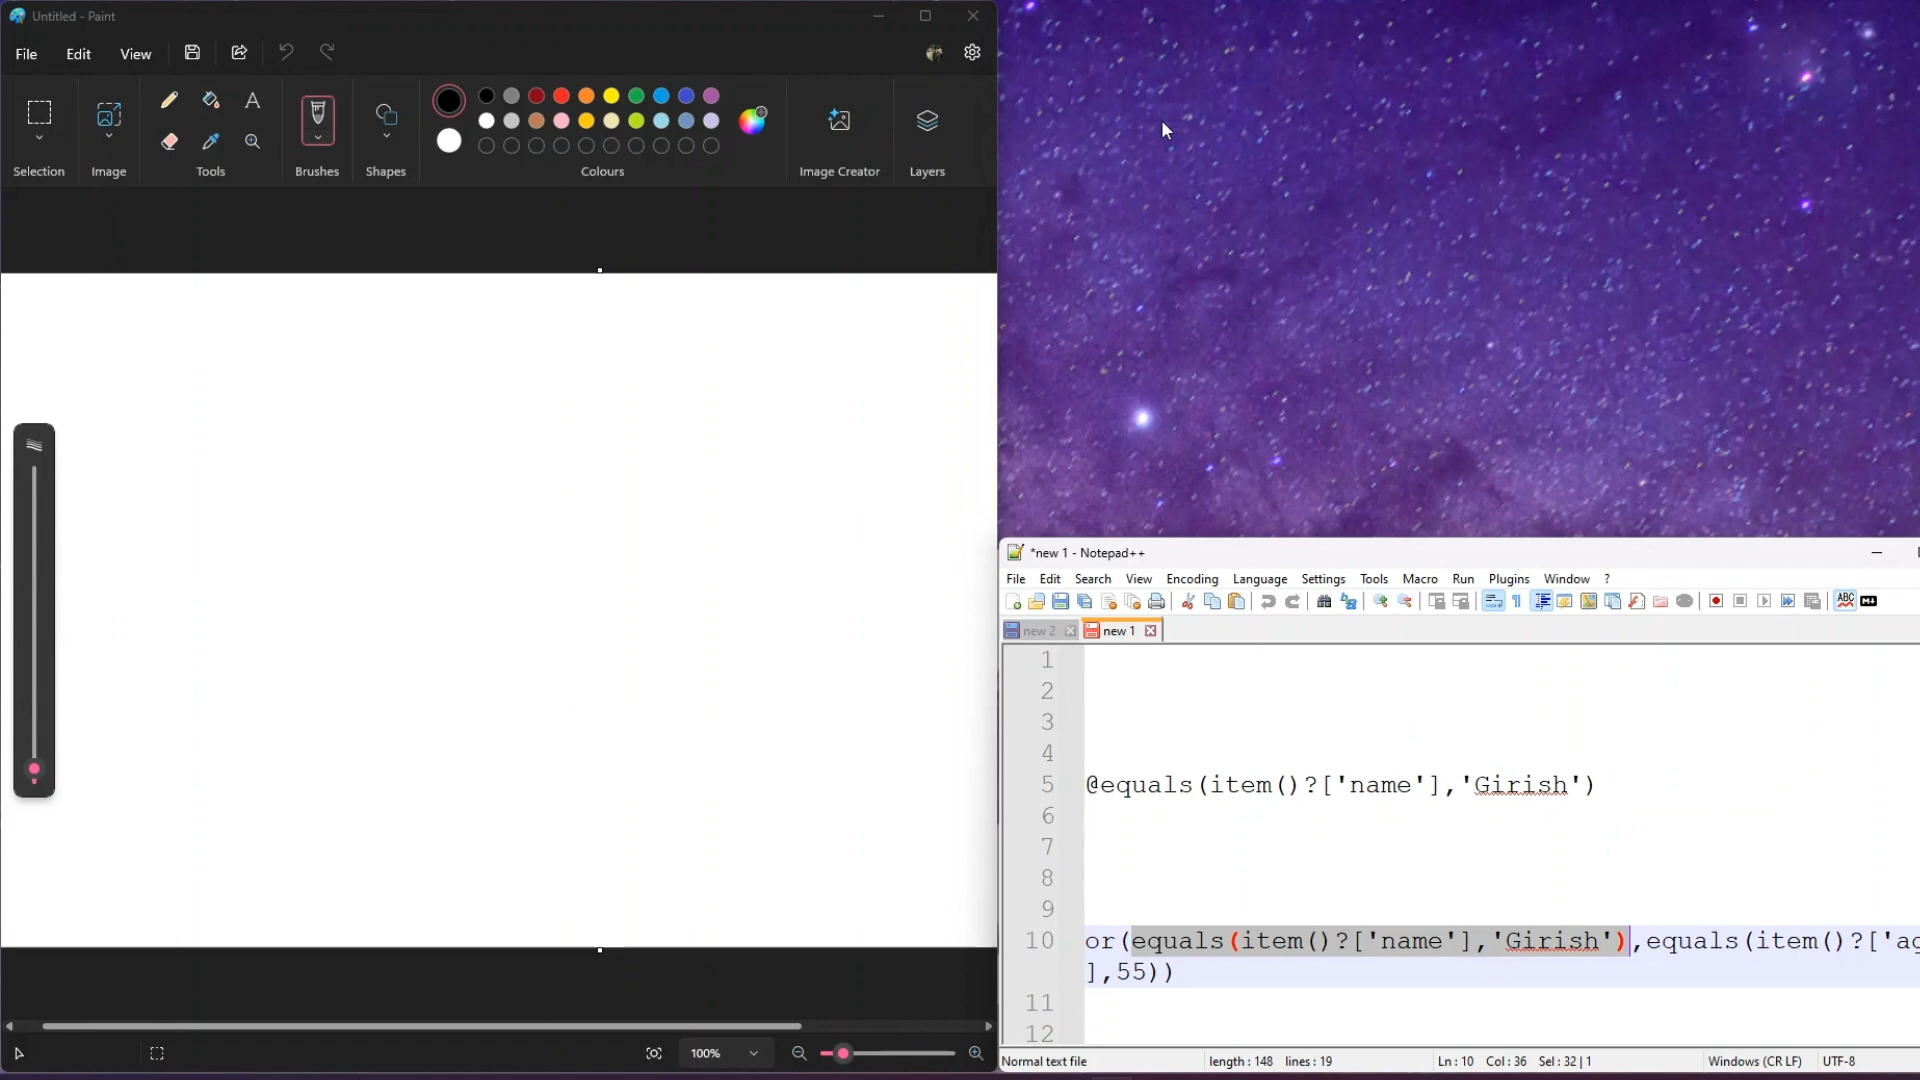 Untitled - Paint
File Edit View
Selection Image Tools Brushes Shapes Colours Image Creator Layers
100%
*new 1 - Notepad++
File Edit Search View Encoding Language Settings Tools Macro Run Plugins Window ?
new 2 new 1
1
2
3
4
5 @equals(item()?['name'],'Girish')
6
7
8
9
10 or(equals(item()?['name'],'Girish'),equals(item()?['ag
],55))
11
12
Normal text file length : 148 lines : 19 Ln : 10 Col : 36 Sel : 32 | 1 Windows (CR LF) UTF-8